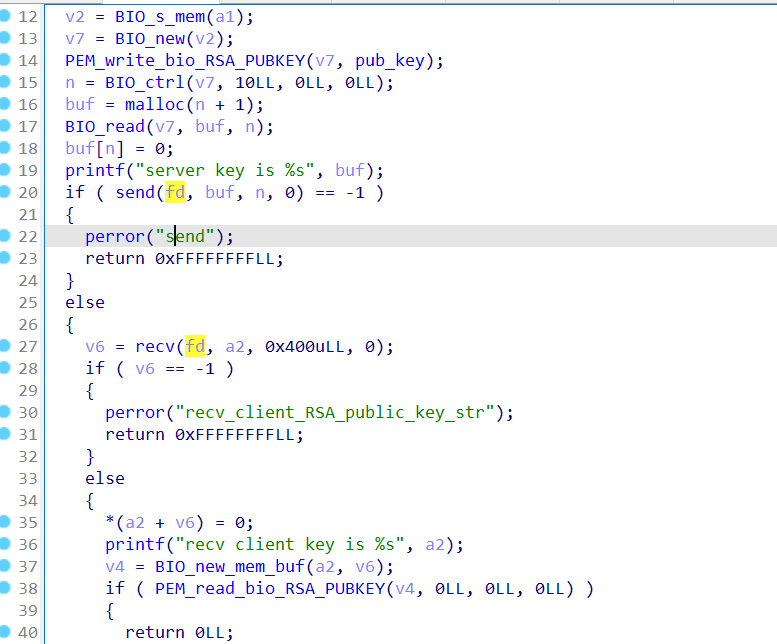 12 v2 = BIO_s_mem(a1);
13 v7 = BIO_new(v2);
14 PEM_write_bio_RSA_PUBKEY(v7, pub_key);
15 n = BIO_ctrl(v7, 10LL, 0LL, 0LL);
16 buf = malloc(n + 1);
17 BIO_read(v7, buf, n);
18 buf[n] = 0;
19 printf("server key is %s", buf);
20 if ( send(fd, buf, n, 0) == -1 )
21 {
22 perror("send");
23 return 0xFFFFFFFFLL;
24 }
25 else
26 {
27 v6 = recv(fd, a2, 0x400uLL, 0);
28 if ( v6 == -1 )
29 {
30 perror("recv_client_RSA_public_key_str");
31 return 0xFFFFFFFFLL;
32 }
33 else
34 {
35 *(a2 + v6) = 0;
36 printf("recv client key is %s", a2);
37 v4 = BIO_new_mem_buf(a2, v6);
38 if ( PEM_read_bio_RSA_PUBKEY(v4, 0LL, 0LL, 0LL) )
39 {
40 return 0LL;